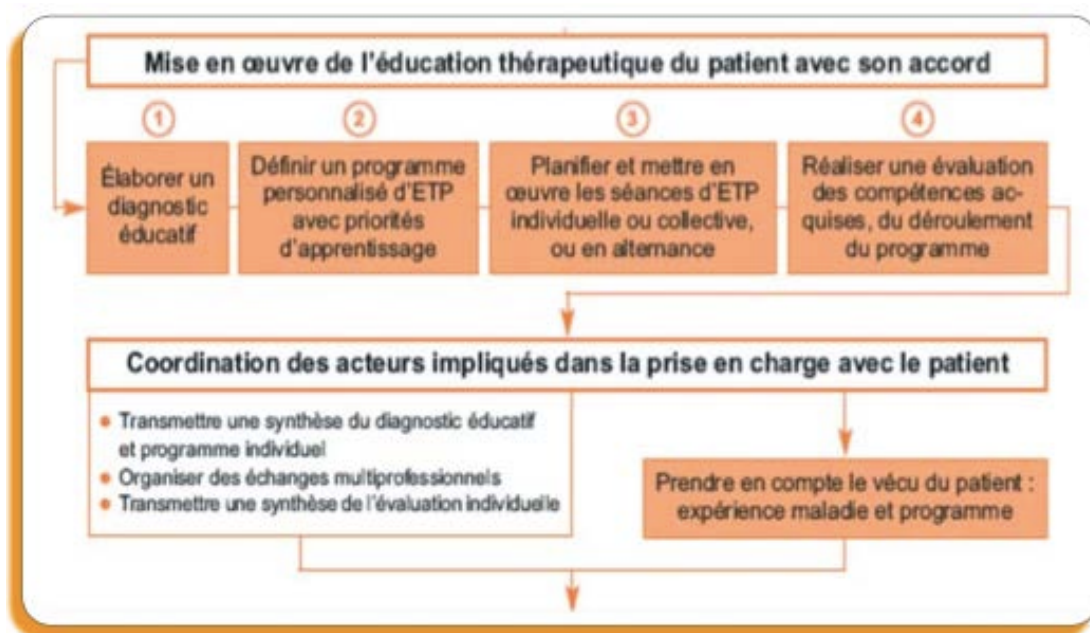 Mise en œuvre de l'éducation thérapeutique du patient avec son accord
1
Élaborer un
diagnostic
éducatif
2
Définir un programme
personnalisé d'ETP
avec priorités
d'apprentissage
3
Planifier et mettre en
œuvre les séances d'ETP
individuelle ou collective,
ou en alternance
4
Réaliser une évaluation
des compétences ac-
quises, du déroulement
du programme
Coordination des acteurs impliqués dans la prise en charge avec le patient
• Transmettre une synthèse du diagnostic éducatif
et programme individuel
• Organiser des échanges multiprofessionnels
• Transmettre une synthèse de l'évaluation individuelle
Prendre en compte le vécu du patient :
expérience maladie et programme